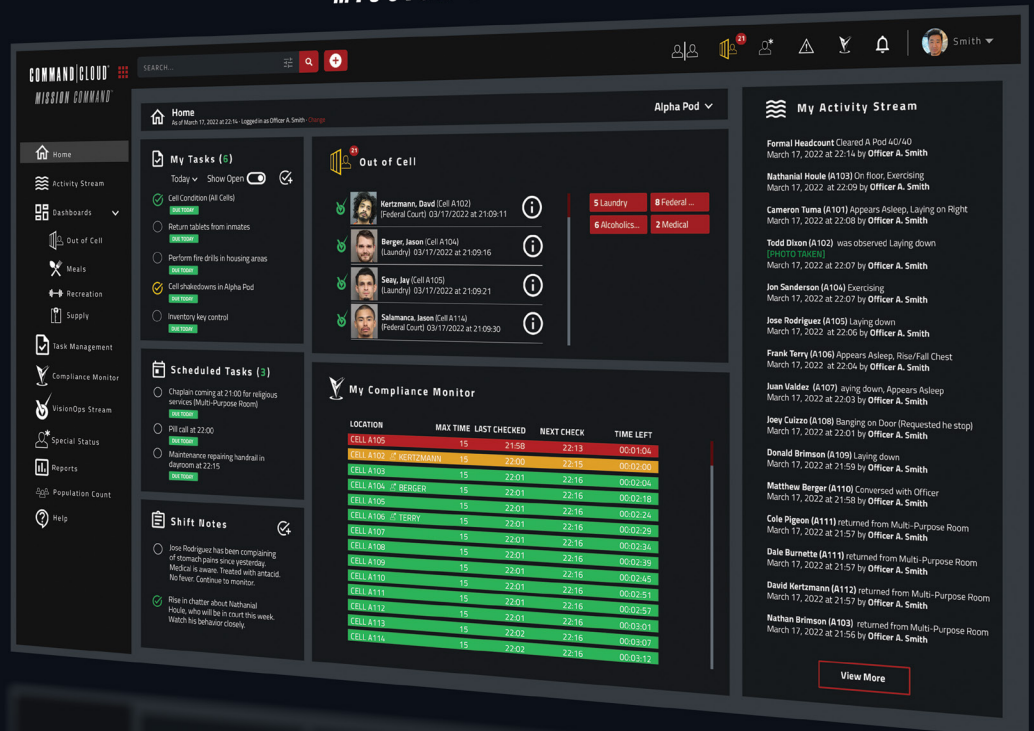 COMMAND|CLOUD
MISSION COMMAND
SEARCH...
21
Smith
Home
Activity Stream
Dashboards
Out of Cell
Meals
Recreation
Supply
Task Management
Compliance Monitor
VisionOps Stream
Special Status
Reports
Population Count
Help
Home
As of March 17, 2022 at 22:14 - Logged in as Officer A. Smith - Change
Alpha Pod
My Tasks (6)
Today Show Open
Cell Condition (All Cells)
DUE TODAY
Return tablets from inmates
DUE TODAY
Perform fire drills in housing areas
DUE TODAY
Cell shakedowns in Alpha Pod
DUE TODAY
Inventory key control
DUE TODAY
Scheduled Tasks (3)
Chaplain coming at 21:00 for religious
services (Multi-Purpose Room)
DUE TODAY
Pill call at 22:00
DUE TODAY
Maintenance repairing handrail in
dayroom at 22:15
DUE TODAY
Shift Notes
Jose Rodriguez has been complaining
of stomach pains since yesterday.
Medical is aware. Treated with antacid.
No fever. Continue to monitor.
Rise in chatter about Nathanial
Houle, who will be in court this week.
Watch his behavior closely.
21
Out of Cell
Kertzmann, Davd (Cell A102)
(Federal Court) 03/17/2022 at 21:09:11
Berger, Jason (Cell A104)
(Laundry) 03/17/2022 at 21:09:16
Seay, Jay (Cell A105)
(Laundry) 03/17/2022 at 21:09:21
Salamanca, Jason (Cell A114)
(Federal Court) 03/17/2022 at 21:09:30
5 Laundry 8 Federal ...
6 Alcoholics... 2 Medical
My Compliance Monitor
LOCATION MAX TIME LAST CHECKED NEXT CHECK TIME LEFT
CELL A105 15 21:58 22:13 00:01:04
CELL A102 KERTZMANN 15 22:00 22:15 00:02:00
CELL A103 15 22:01 22:16 00:02:04
CELL A104 BERGER 15 22:01 22:16 00:02:18
CELL A105 15 22:01 22:16 00:02:24
CELL A106 TERRY 15 22:01 22:16 00:02:29
CELL A107 15 22:01 22:16 00:02:34
CELL A108 15 22:01 22:16 00:02:39
CELL A109 15 22:01 22:16 00:02:45
CELL A110 15 22:01 22:16 00:02:51
CELL A111 15 22:01 22:16 00:02:57
CELL A112 15 22:01 22:16 00:03:01
CELL A113 15 22:02 22:16 00:03:07
CELL A114 15 22:02 22:16 00:03:12
My Activity Stream
Formal Headcount Cleared A Pod 40/40
March 17, 2022 at 22:14 by Officer A. Smith
Nathanial Houle (A103) On floor, Exercising
March 17, 2022 at 22:09 by Officer A. Smith
Cameron Tuma (A101) Appears Asleep, Laying on Right
March 17, 2022 at 22:08 by Officer A. Smith
Todd Dixon (A102) was observed Laying down
[PHOTO TAKEN]
March 17, 2022 at 22:07 by Officer A. Smith
Jon Sanderson (A104) Exercising
March 17, 2022 at 22:07 by Officer A. Smith
Jose Rodriguez (A105) Laying down
March 17, 2022 at 22:06 by Officer A. Smith
Frank Terry (A106) Appears Asleep, Rise/Fall Chest
March 17, 2022 at 22:04 by Officer A. Smith
Juan Valdez (A107) aying down, Appears Asleep
March 17, 2022 at 22:03 by Officer A. Smith
Joey Cuizzo (A108) Banging on Door (Requested he stop)
March 17, 2022 at 22:01 by Officer A. Smith
Donald Brimson (A109) Laying down
March 17, 2022 at 21:59 by Officer A. Smith
Matthew Berger (A110) Conversed with Officer
March 17, 2022 at 21:58 by Officer A. Smith
Cole Pigeon (A111) returned from Multi-Purpose Room
March 17, 2022 at 21:57 by Officer A. Smith
Dale Burnette (A111) returned from Multi-Purpose Room
March 17, 2022 at 21:57 by Officer A. Smith
David Kertzmann (A112) returned from Multi-Purpose Room
March 17, 2022 at 21:57 by Officer A. Smith
Nathan Brimson (A103) returned from Multi-Purpose Room
March 17, 2022 at 21:56 by Officer A. Smith
View More